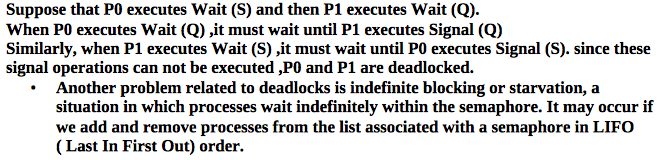 Suppose that P0 executes Wait (S) and then P1 executes Wait (Q).
When P0 executes Wait (Q) ,it must wait until P1 executes Signal (Q)
Similarly, when P1 executes Wait (S) ,it must wait until P0 executes Signal (S). since these
signal operations can not be executed ,P0 and P1 are deadlocked.
• Another problem related to deadlocks is indefinite blocking or starvation, a
situation in which processes wait indefinitely within the semaphore. It may occur if
we add and remove processes from the list associated with a semaphore in LIFO
( Last In First Out) order.